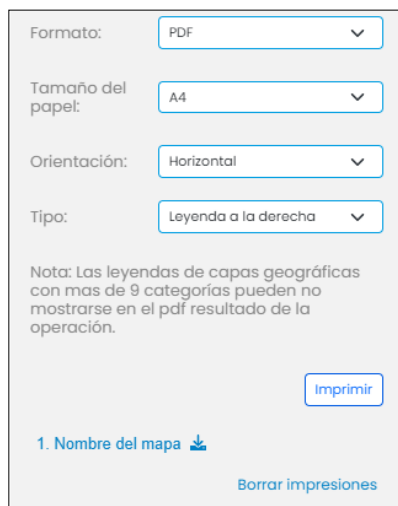 Formato: PDF
Tamaño del
papel: A4
Orientación: Horizontal
Tipo: Leyenda a la derecha
Nota: Las leyendas de capas geográficas
con mas de 9 categorías pueden no
mostrarse en el pdf resultado de la
operación.
Imprimir
1. Nombre del mapa
Borrar impresiones